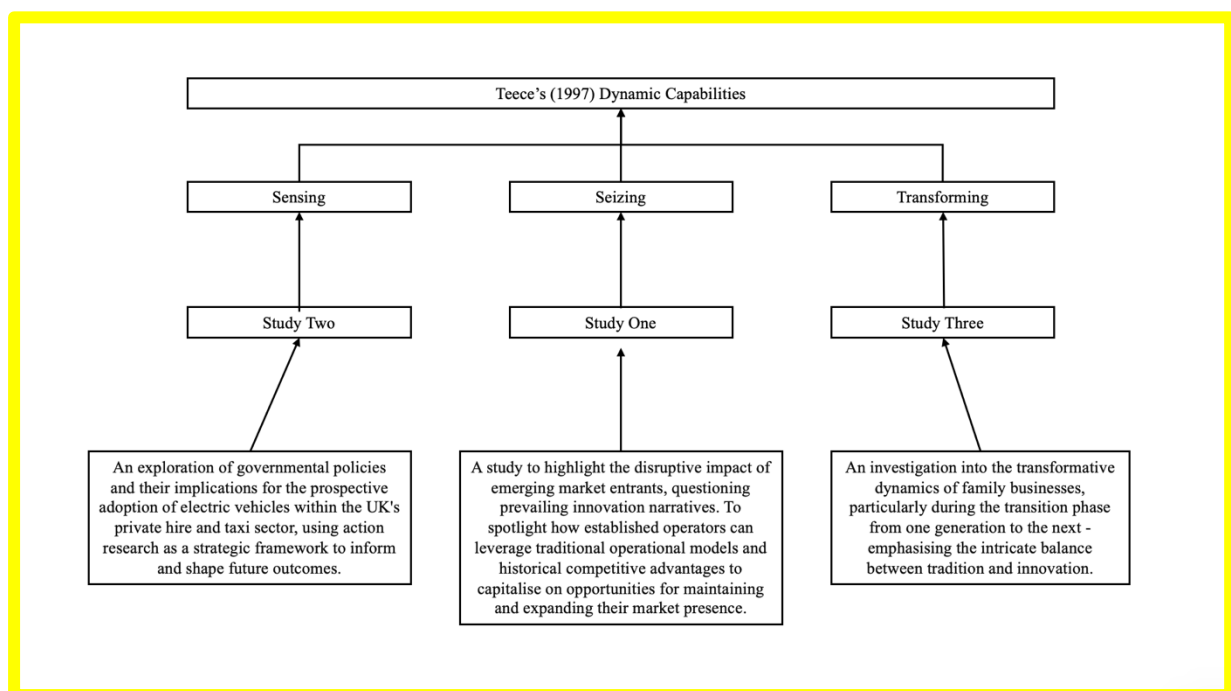 Teece’s (1997) Dynamic Capabilities
Sensing
Seizing
Transforming
Study Two
Study One
Study Three
An exploration of governmental policies
and their implications for the prospective
adoption of electric vehicles within the UK's
private hire and taxi sector, using action
research as a strategic framework to inform
and shape future outcomes.
A study to highlight the disruptive impact of
emerging market entrants, questioning
prevailing innovation narratives. To
spotlight how established operators can
leverage traditional operational models and
historical competitive advantages to
capitalise on opportunities for maintaining
and expanding their market presence.
An investigation into the transformative
dynamics of family businesses,
particularly during the transition phase
from one generation to the next -
emphasising the intricate balance
between tradition and innovation.